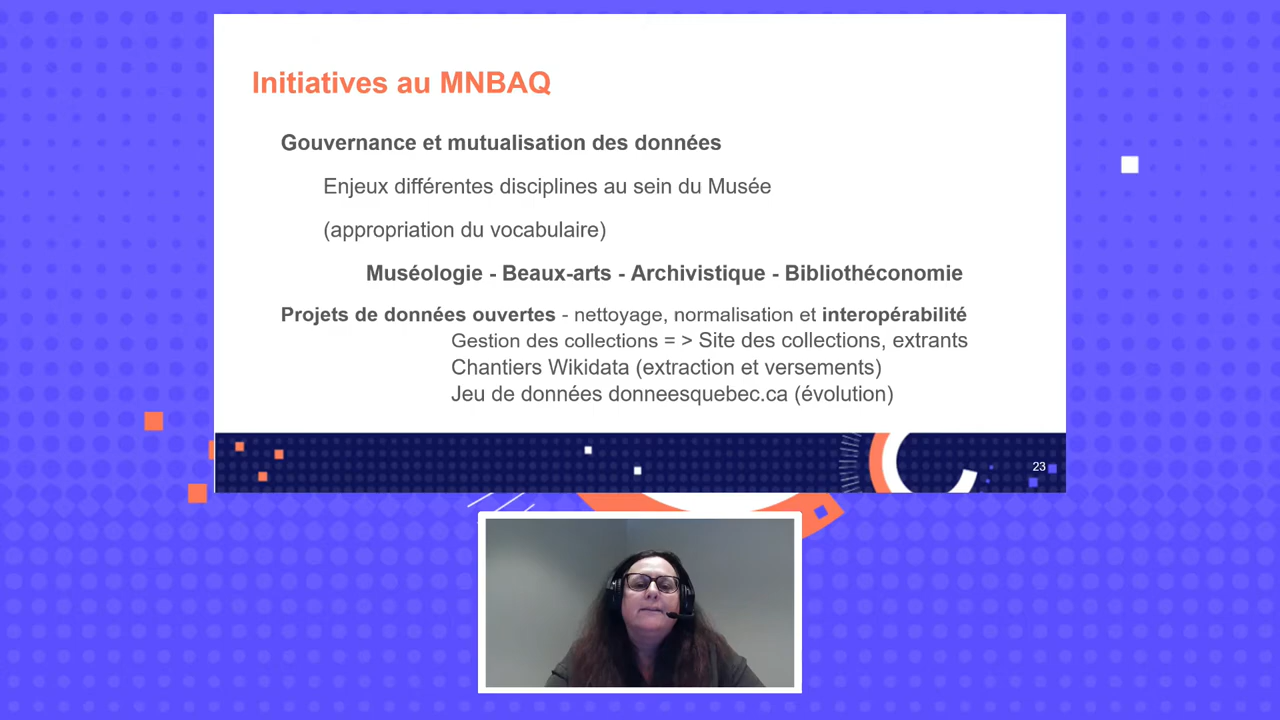 Initiatives au MNBAQ
Gouvernance et mutualisation des données
Enjeux différentes disciplines au sein du Musée
(appropriation du vocabulaire)
Muséologie - Beaux-arts - Archivistique - Bibliothéconomie
Projets de données ouvertes - nettoyage, normalisation et interopérabilité
Gestion des collections = > Site des collections, extrants
Chantiers Wikidata (extraction et versements)
Jeu de données donneesquebec.ca (évolution)
23